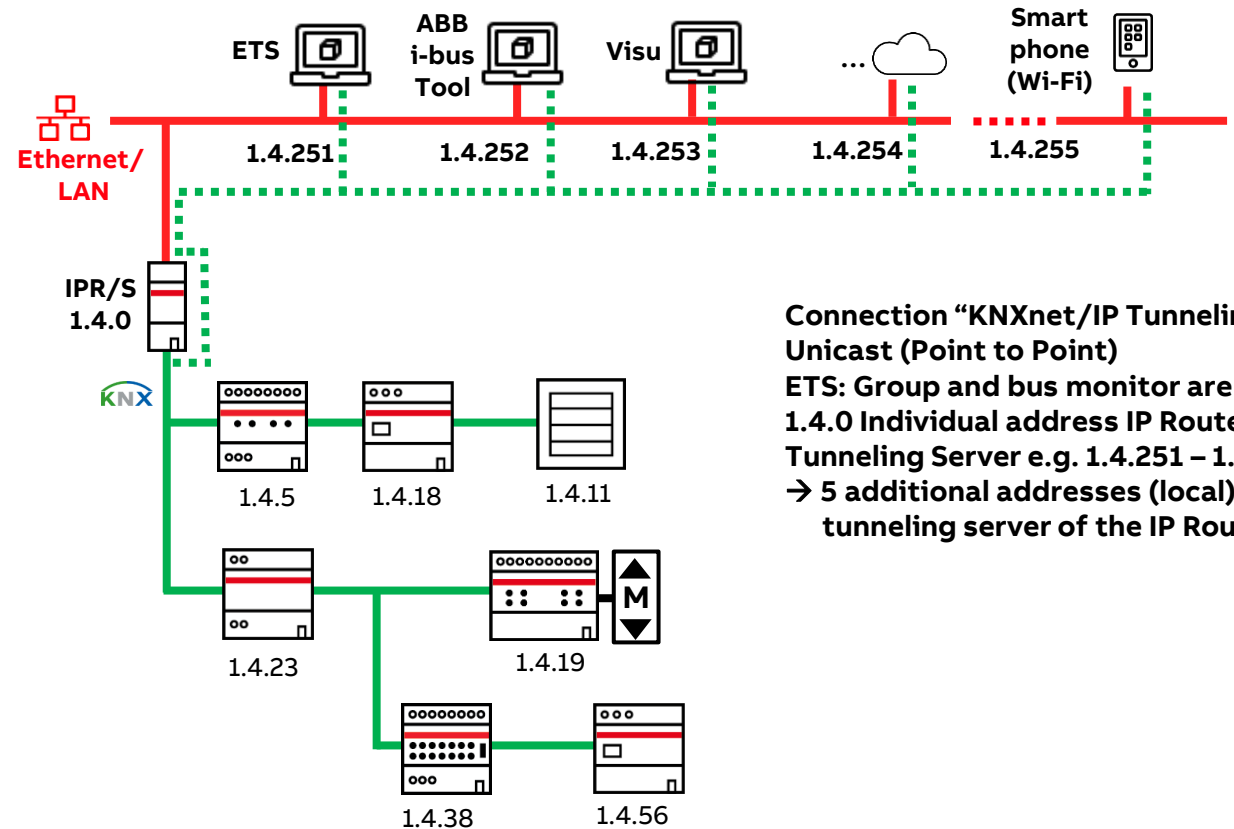 ETS
ABB
i-bus
Tool
Visu
...
Smart
phone
(Wi-Fi)
Ethernet/
LAN
1.4.251
1.4.252
1.4.253
1.4.254
1.4.255
IPR/S
1.4.0
KNX
Connection “KNXnet/IP Tunnelin
Unicast (Point to Point)
ETS: Group and bus monitor are
1.4.0 Individual address IP Route
Tunneling Server e.g. 1.4.251 – 1.
→ 5 additional addresses (local)
tunneling server of the IP Rou
1.4.5
1.4.18
1.4.11
1.4.23
M
1.4.19
1.4.38
1.4.56